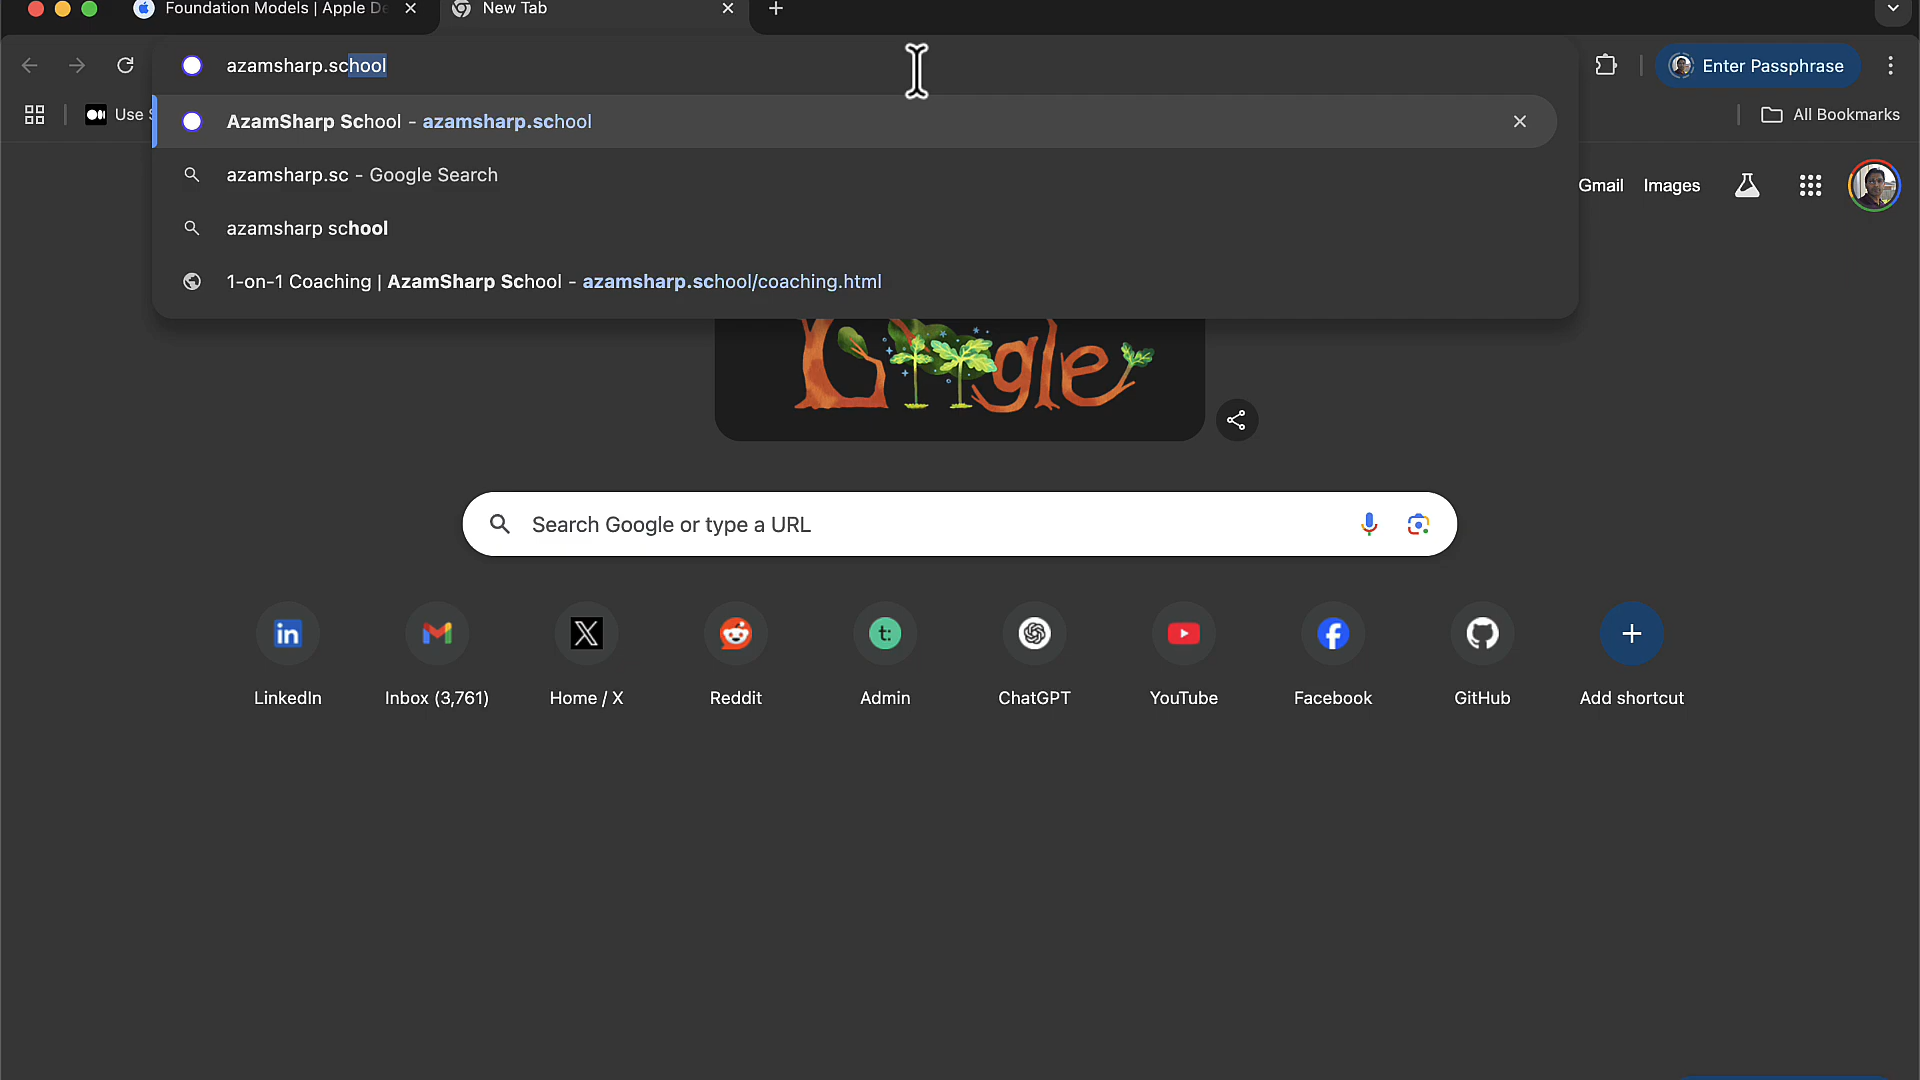 Foundation Models | Apple De
New Tab
azamsharp.school
Enter Passphrase
Use S
All Bookmarks
AzamSharp School - azamsharp.school
azamsharp.sc - Google Search
azamsharp school
1-on-1 Coaching | AzamSharp School - azamsharp.school/coaching.html
Gmail
Images
Google
Search Google or type a URL
LinkedIn
Inbox (3,761)
Home / X
Reddit
Admin
ChatGPT
YouTube
Facebook
GitHub
Add shortcut